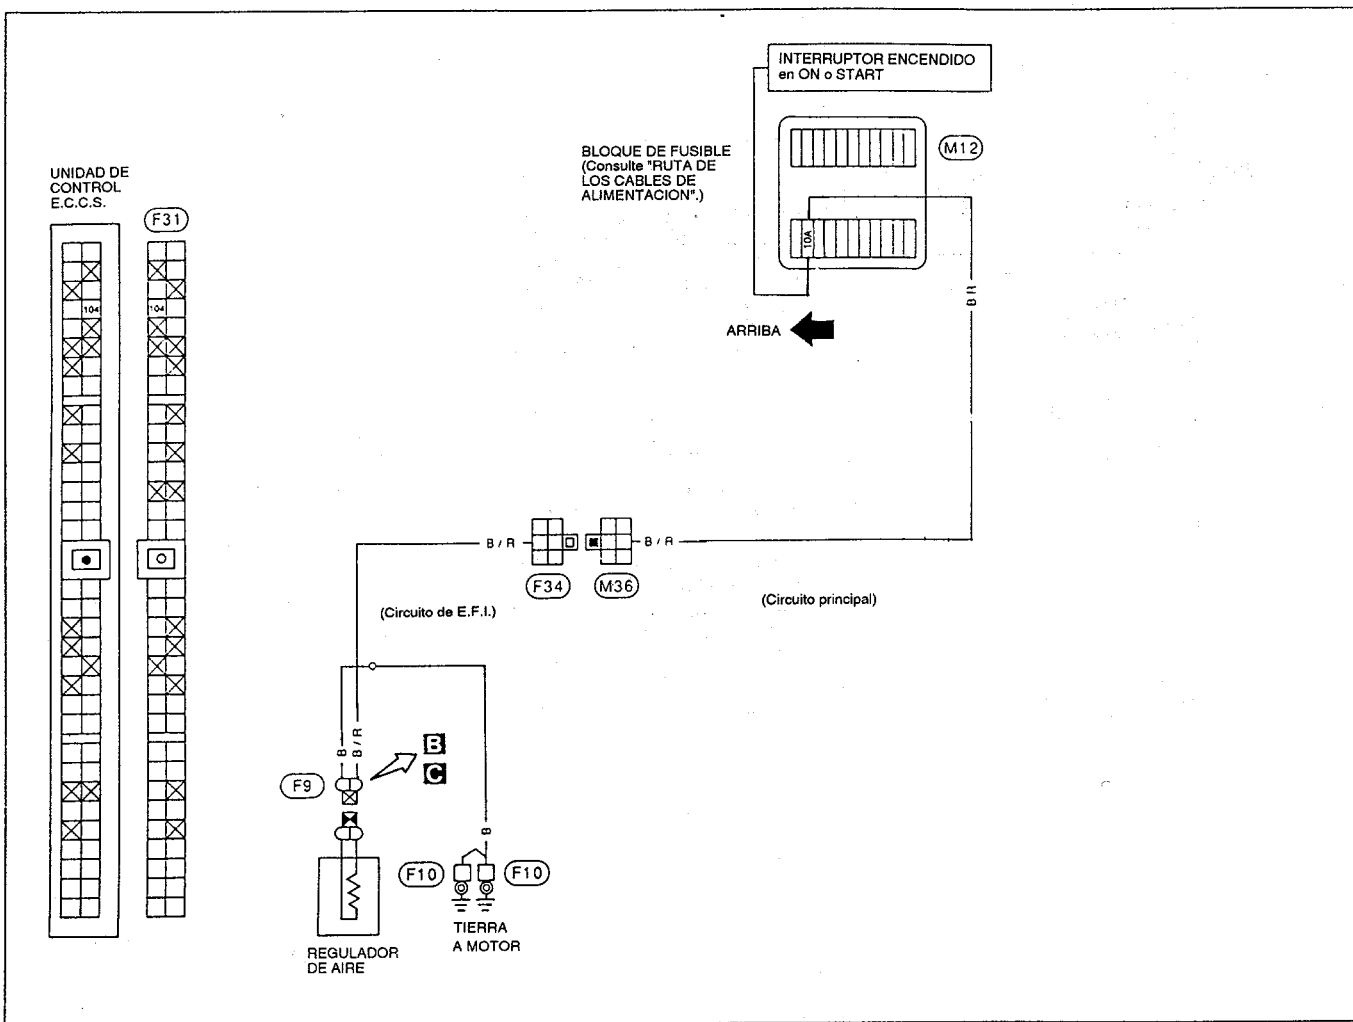 INTERRUPTOR ENCENDIDO
en ON o START
BLOQUE DE FUSIBLE
(Consulte "RUTA DE
LOS CABLES DE
ALIMENTACION".)
M12
10A
B R
ARRIBA
UNIDAD DE
CONTROL
E.C.C.S.
F31
104
104
B / R
F34
M36
B / R
(Circuito de E.F.I.)
(Circuito principal)
B
B / R
B
C
F9
B
F10
F10
TIERRA
A MOTOR
REGULADOR
DE AIRE